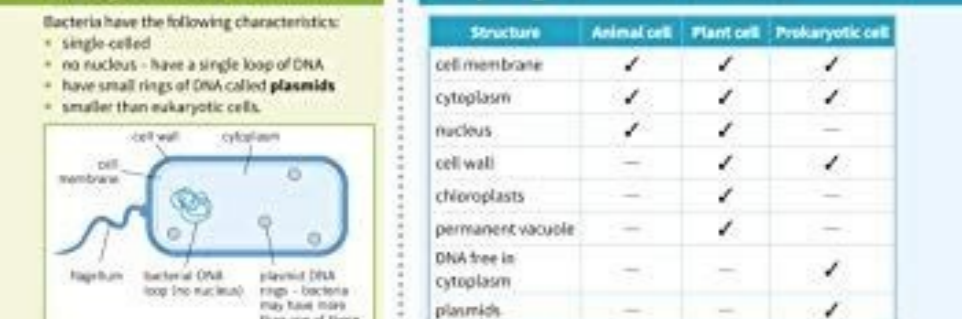 Bacteria have the following characteristics:
• single-celled
• no nucleus – have a single loop of DNA
• have small rings of DNA called plasmids
• smaller than eukaryotic cells.
cell wall
cytoplasm
cell
membrane
flagellum
bacterial DNA
loop (no nucleus)
plasmid DNA
rings – bacteria
may have more
Structure Animal cell Plant cell Prokaryotic cell
cell membrane ✓ ✓ ✓
cytoplasm ✓ ✓ ✓
nucleus ✓ ✓ —
cell wall — ✓ ✓
chloroplasts — ✓ —
permanent vacuole — ✓ —
DNA free in
cytoplasm — — ✓
plasmids — — ✓